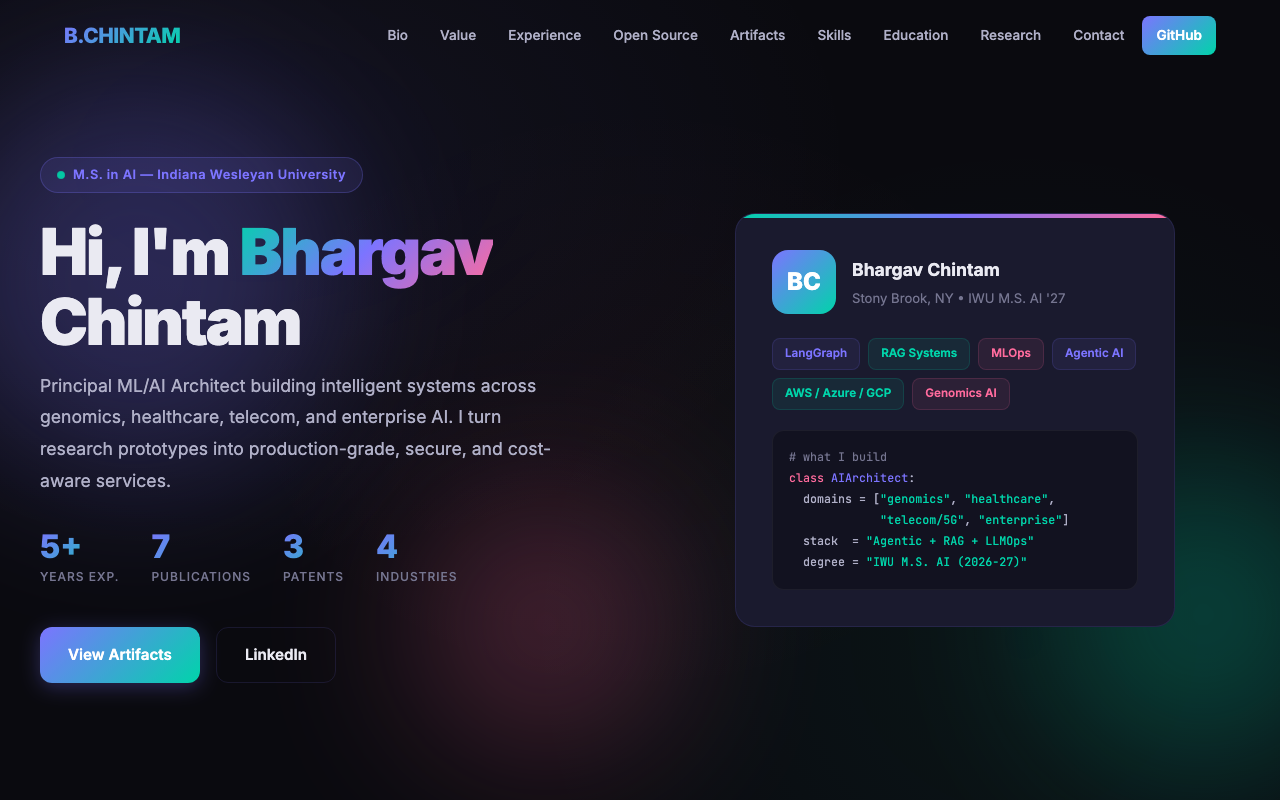 B.CHINTAM
Bio Value Experience Open Source Artifacts Skills Education Research Contact GitHub
M.S. in AI — Indiana Wesleyan University
Hi, I'm Bhargav
Chintam
Principal ML/AI Architect building intelligent systems across
genomics, healthcare, telecom, and enterprise AI. I turn
research prototypes into production-grade, secure, and cost-
aware services.
5+ 7 3 4
YEARS EXP. PUBLICATIONS PATENTS INDUSTRIES
View Artifacts LinkedIn
BC
Bhargav Chintam
Stony Brook, NY • IWU M.S. AI '27
LangGraph RAG Systems MLOps Agentic AI
AWS / Azure / GCP Genomics AI
# what I build
class AIArchitect:
domains = ["genomics", "healthcare",
"telecom/5G", "enterprise"]
stack = "Agentic + RAG + LLMOps"
degree = "IWU M.S. AI (2026-27)"